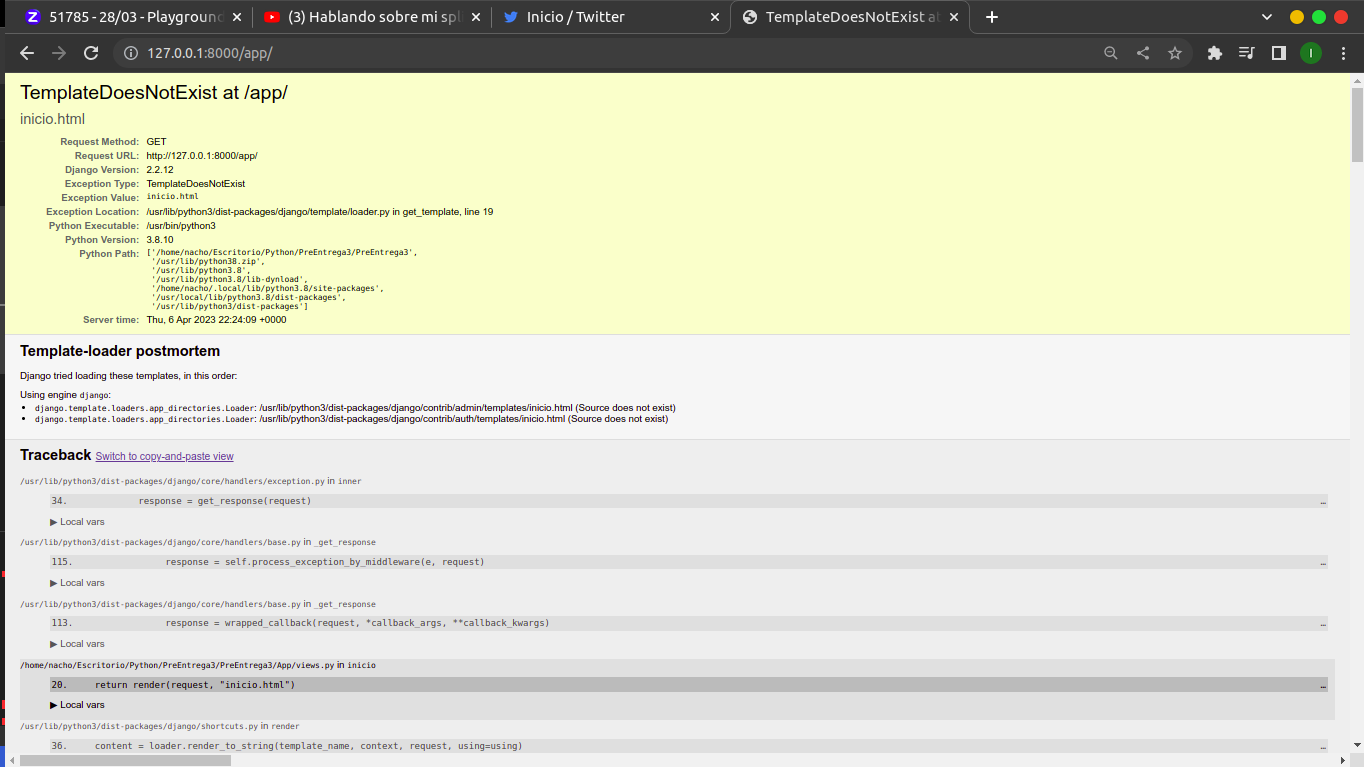 51785 - 28/03 - Playground
(3) Hablando sobre mi spl
Inicio / Twitter
TemplateDoesNotExist at
127.0.0.1:8000/app/
I
TemplateDoesNotExist at /app/
inicio.html
Request Method: GET
Request URL: http://127.0.0.1:8000/app/
Django Version: 2.2.12
Exception Type: TemplateDoesNotExist
Exception Value: inicio.html
Exception Location: /usr/lib/python3/dist-packages/django/template/loader.py in get_template, line 19
Python Executable: /usr/bin/python3
Python Version: 3.8.10
Python Path: ['/home/nacho/Escritorio/Python/PreEntrega3/PreEntrega3',
'/usr/lib/python38.zip',
'/usr/lib/python3.8',
'/usr/lib/python3.8/lib-dynload',
'/home/nacho/.local/lib/python3.8/site-packages',
'/usr/local/lib/python3.8/dist-packages',
'/usr/lib/python3/dist-packages']
Server time: Thu, 6 Apr 2023 22:24:09 +0000
Template-loader postmortem
Django tried loading these templates, in this order:
Using engine django:
• django.template.loaders.app_directories.Loader: /usr/lib/python3/dist-packages/django/contrib/admin/templates/inicio.html (Source does not exist)
• django.template.loaders.app_directories.Loader: /usr/lib/python3/dist-packages/django/contrib/auth/templates/inicio.html (Source does not exist)
Traceback Switch to copy-and-paste view
/usr/lib/python3/dist-packages/django/core/handlers/exception.py in inner
34. response = get_response(request) …
▶ Local vars
/usr/lib/python3/dist-packages/django/core/handlers/base.py in _get_response
115. response = self.process_exception_by_middleware(e, request) …
▶ Local vars
/usr/lib/python3/dist-packages/django/core/handlers/base.py in _get_response
113. response = wrapped_callback(request, *callback_args, **callback_kwargs) …
▶ Local vars
/home/nacho/Escritorio/Python/PreEntrega3/PreEntrega3/App/views.py in inicio
20. return render(request, "inicio.html") …
▶ Local vars
/usr/lib/python3/dist-packages/django/shortcuts.py in render
36. content = loader.render_to_string(template_name, context, request, using=using) …